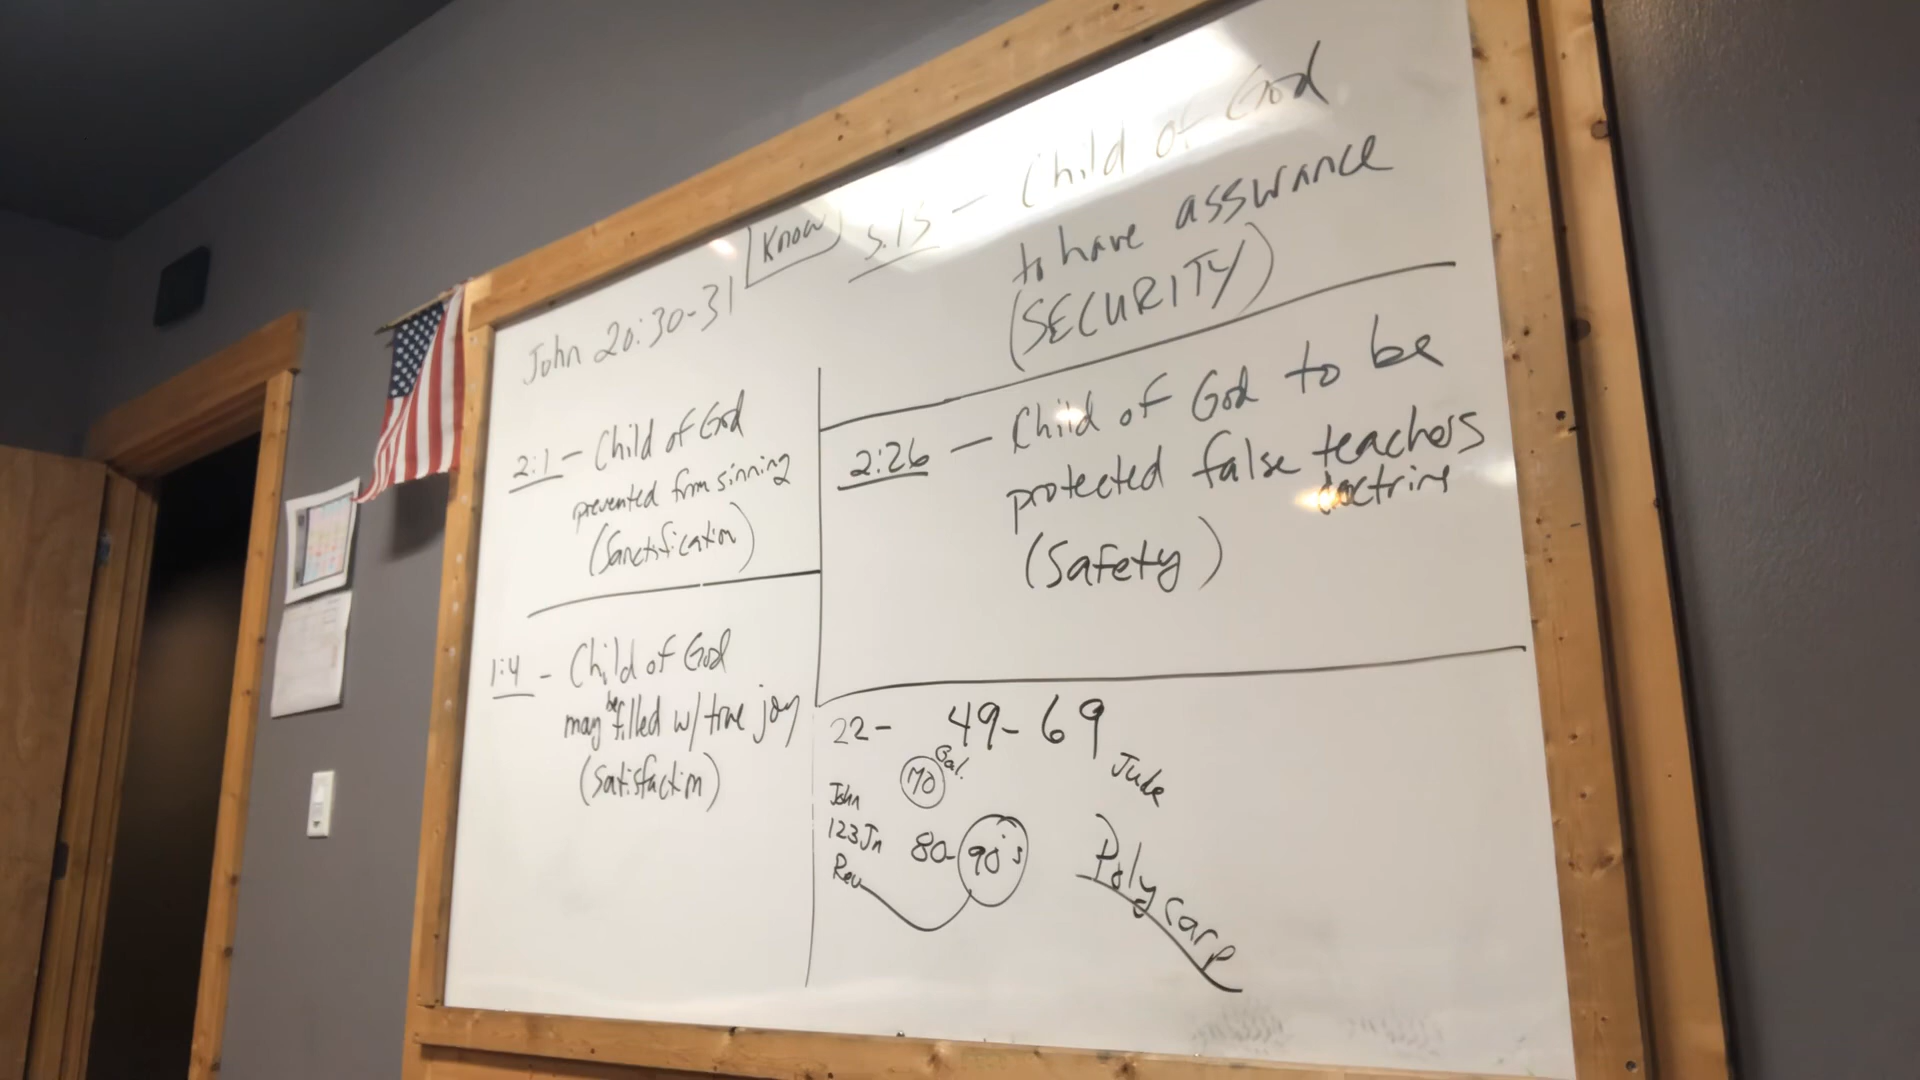 John 20:30-31
Know
5:13 - Child of God
to have assurance
(SECURITY)
2:1 - Child of God
prevented from sinning
(Sanctification)
1:4 - Child of God
may be filled w/ true joy
(Satisfaction)
2:26 - Child of God to be
protected false teachers
doctrine
(Safety)
22- 49-69
70 Gal. Jude
John
123Jn 80-90's
Rev
Polycarp